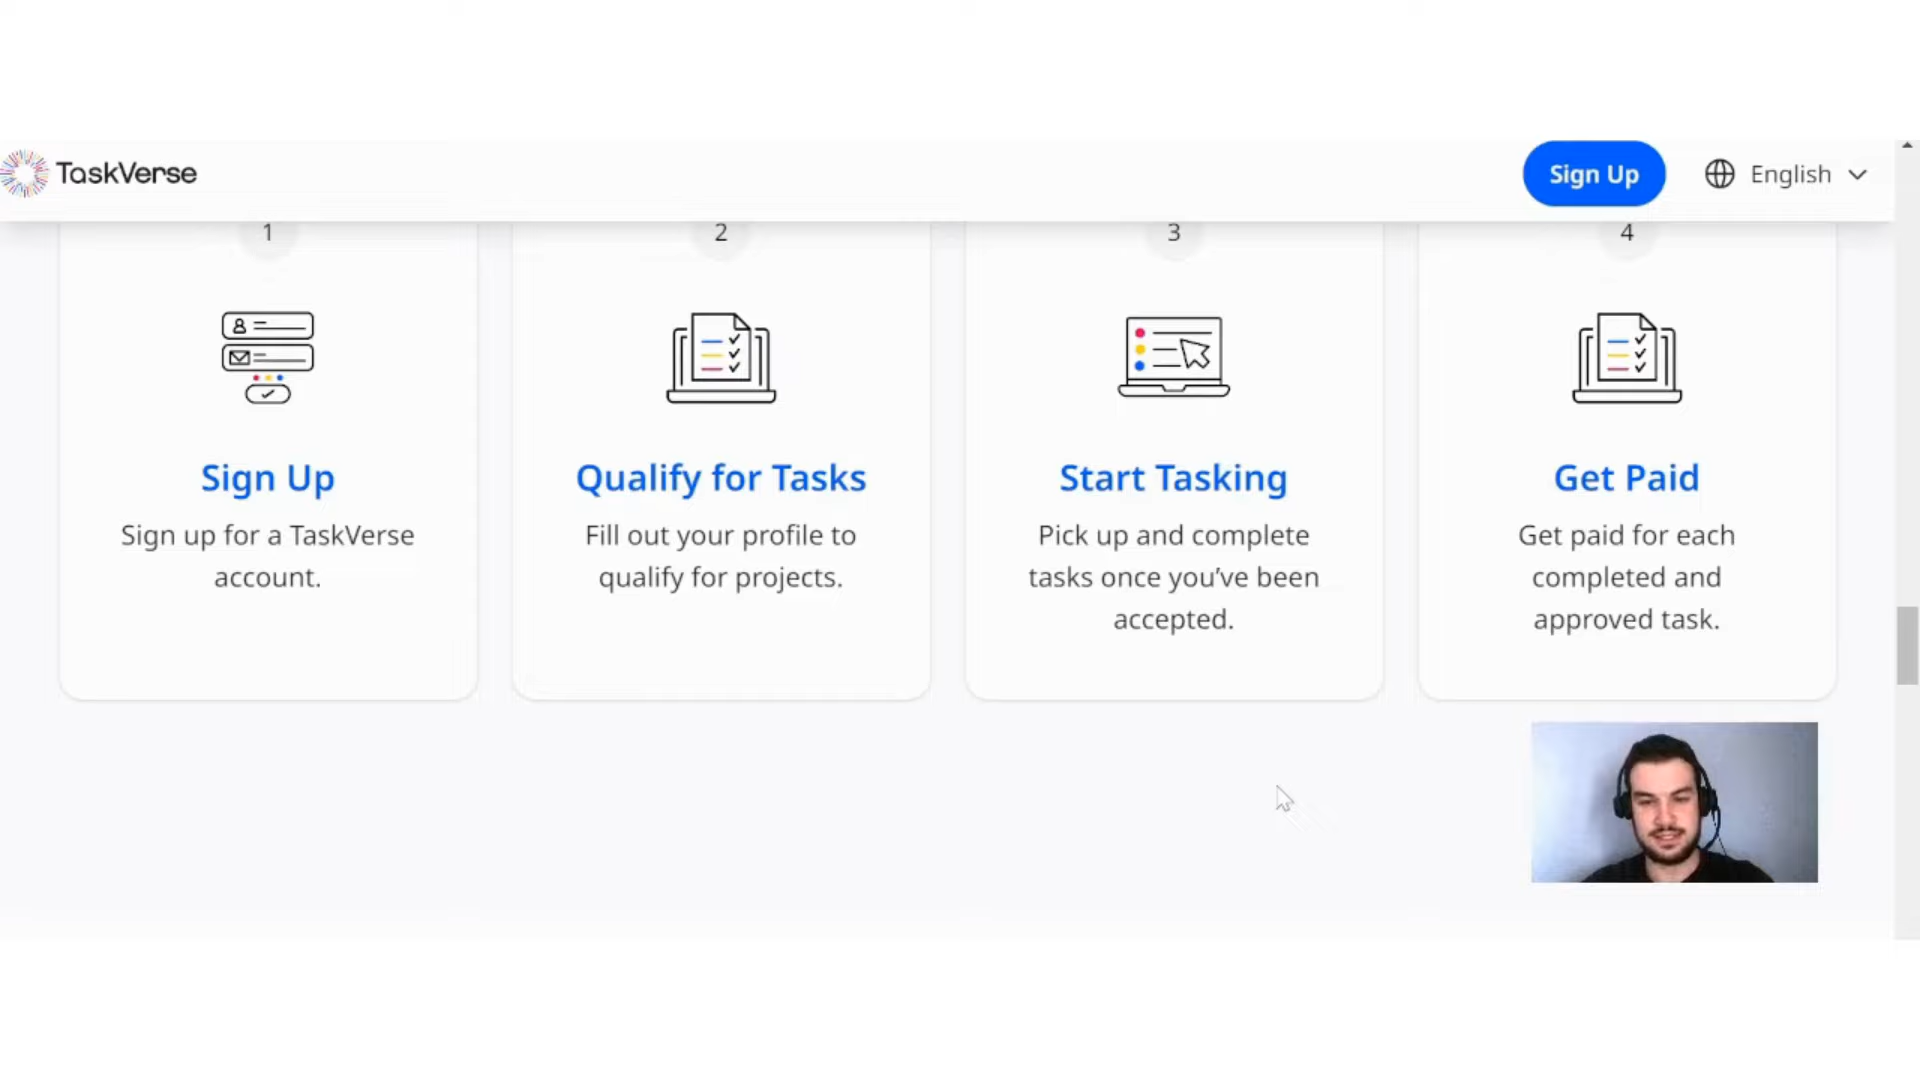 TaskVerse
Sign Up
English
1
2
3
4
Sign Up
Sign up for a TaskVerse
account.
Qualify for Tasks
Fill out your profile to
qualify for projects.
Start Tasking
Pick up and complete
tasks once you’ve been
accepted.
Get Paid
Get paid for each
completed and
approved task.